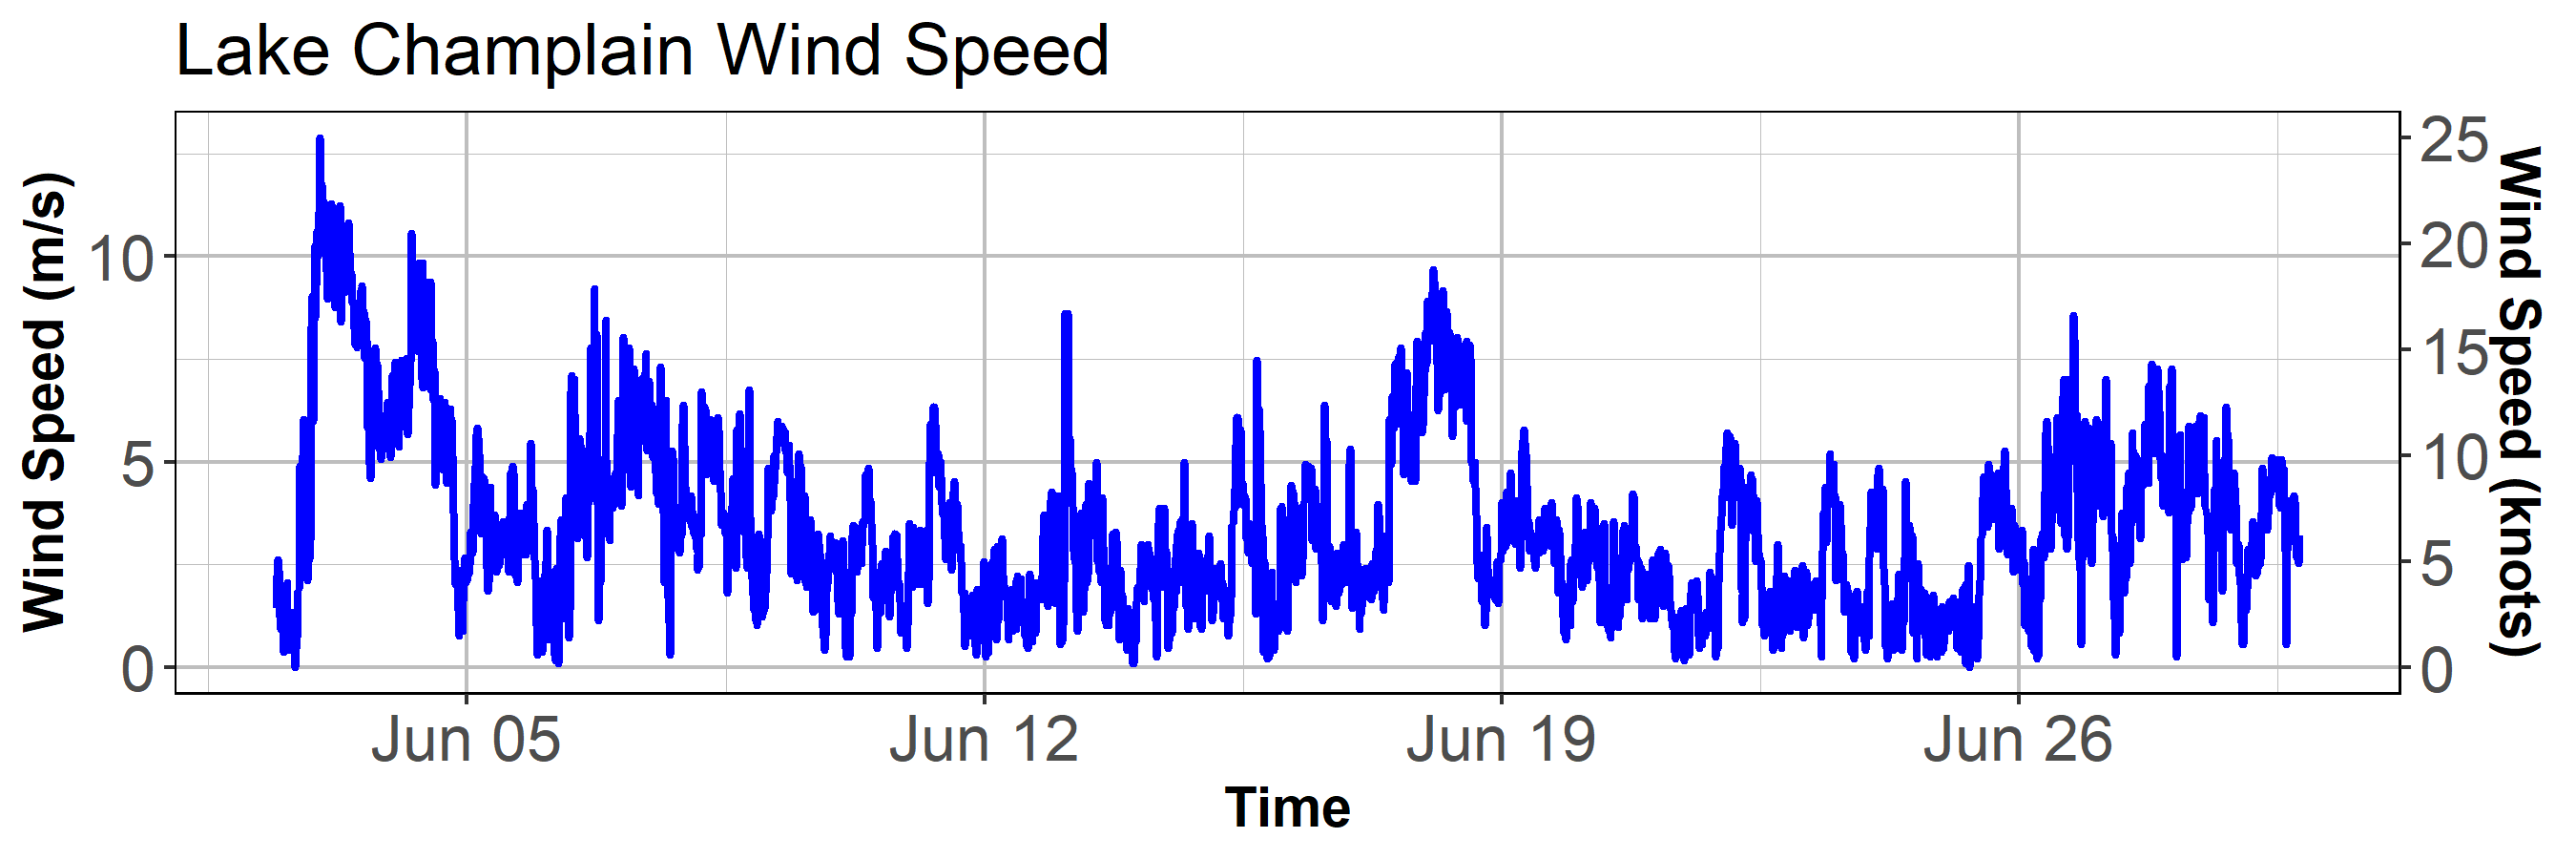 Lake Champlain Wind Speed
Wind Speed (m/s)
10
5
0
25
20
15
10
5
0
Wind Speed (knots)
Jun 05
Jun 12
Jun 19
Jun 26
Time